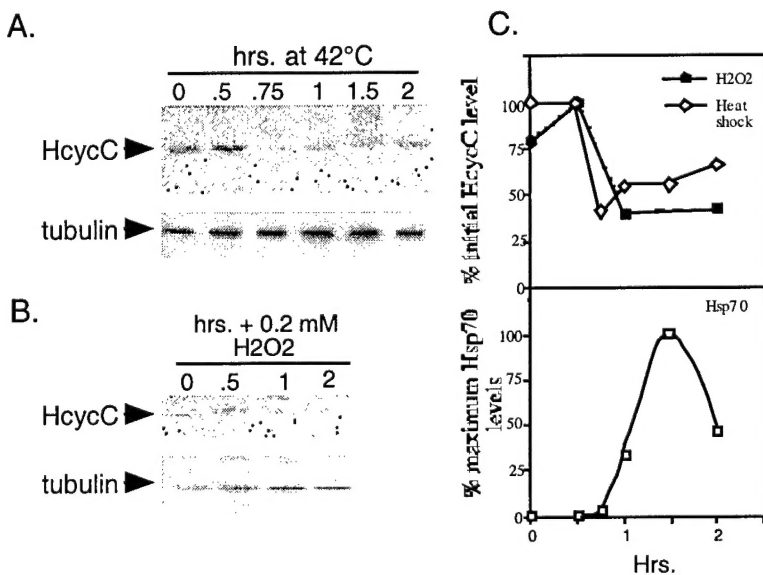 A.
hrs. at 42°C
0 .5 .75 1 1.5 2
HcycC
tubulin
B.
hrs. + 0.2 mM
H2O2
0 .5 1 2
HcycC
tubulin
C.
% initial HcycC level
100
75
50
25
0
H2O2
Heat
shock
% maximum Hsp70
levels
100
75
50
25
0
Hsp70
0 1 2
Hrs.